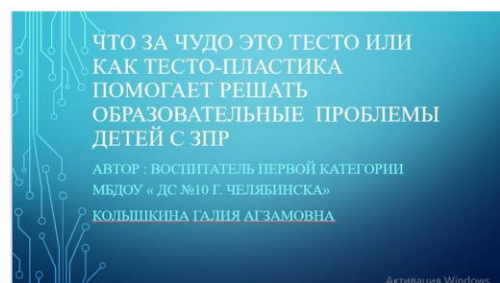 ЧТО ЗА ЧУДО ЭТО ТЕСТО ИЛИ
КАК ТЕСТО-ПЛАСТИКА
ПОМОГАЕТ РЕШАТЬ
ОБРАЗОВАТЕЛЬНЫЕ ПРОБЛЕМЫ
ДЕТЕЙ С ЗПР
АВТОР : ВОСПИТАТЕЛЬ ПЕРВОЙ КАТЕГОРИИ
МБДОУ « ДС №10 Г. ЧЕЛЯБИНСКА»
КОЛЫШКИНА ГАЛИЯ АГЗАМОВНА
Активация Windows